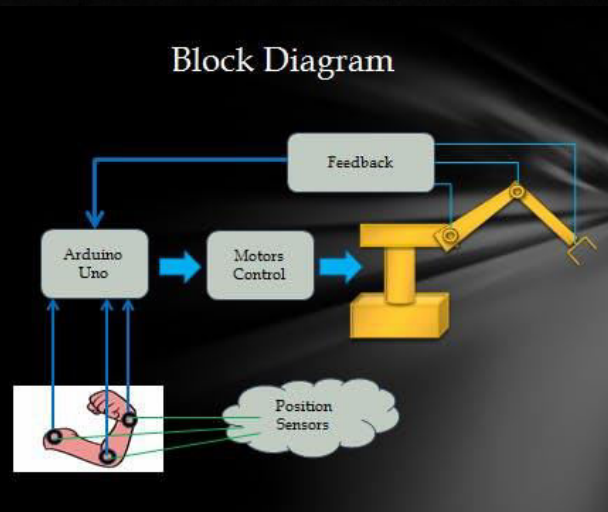 Block Diagram
Feedback
Arduino
Uno
Motors
Control
Position
Sensors